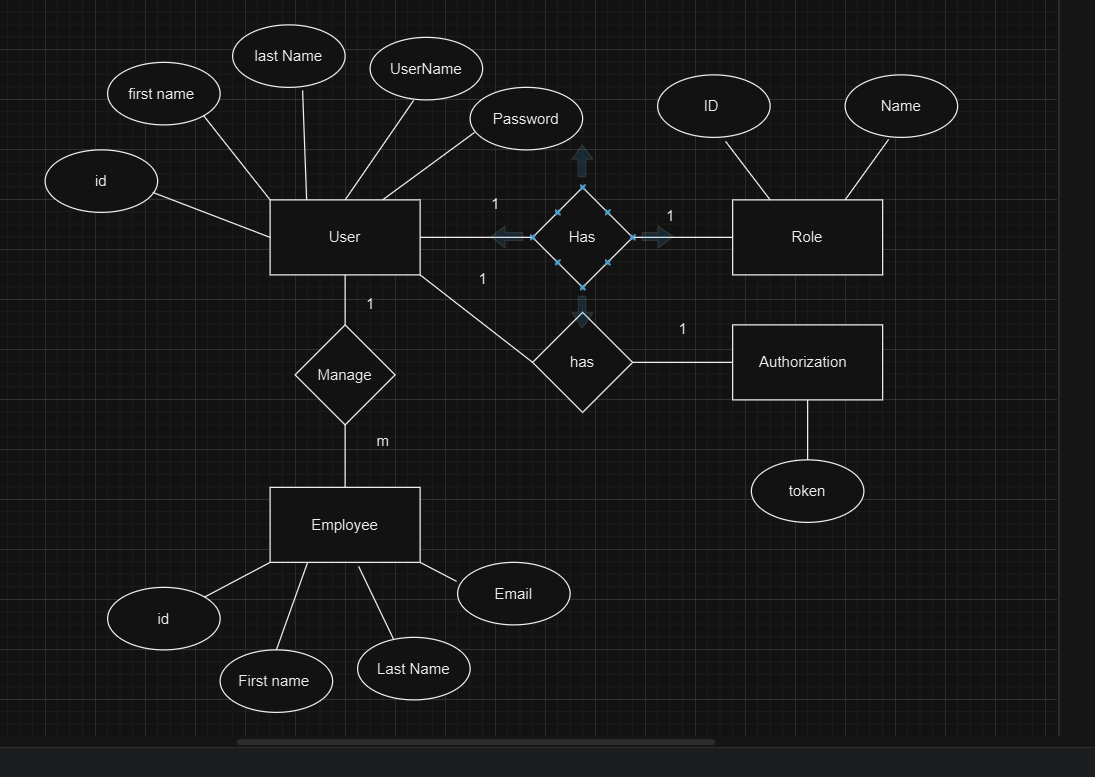 last Name
UserName
first name
Password
ID
Name
id
1
1
User
Has
Role
1
1
1
has
Authorization
Manage
m
token
Employee
Email
id
First name
Last Name